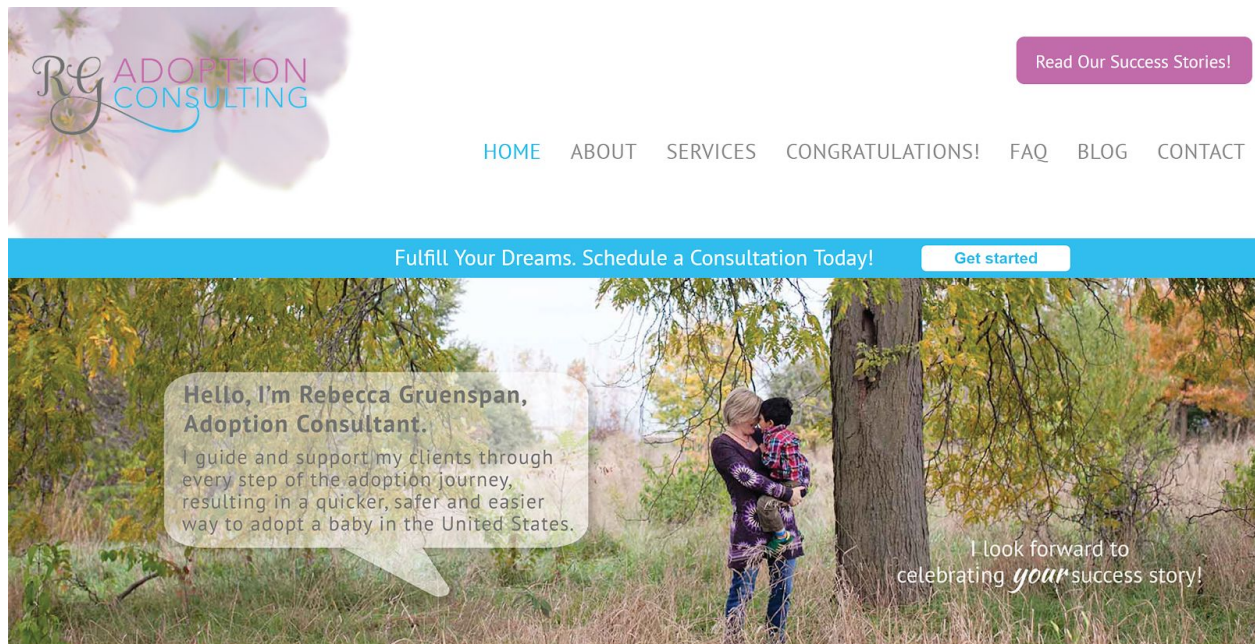 RG ADOPTION
CONSULTING
Read Our Success Stories!
HOME ABOUT SERVICES CONGRATULATIONS! FAQ BLOG CONTACT
Fulfill Your Dreams. Schedule a Consultation Today! Get started
Hello, I'm Rebecca Gruenspan,
Adoption Consultant.
I guide and support my clients through
every step of the adoption journey,
resulting in a quicker, safer and easier
way to adopt a baby in the United States.
I look forward to
celebrating your success story!